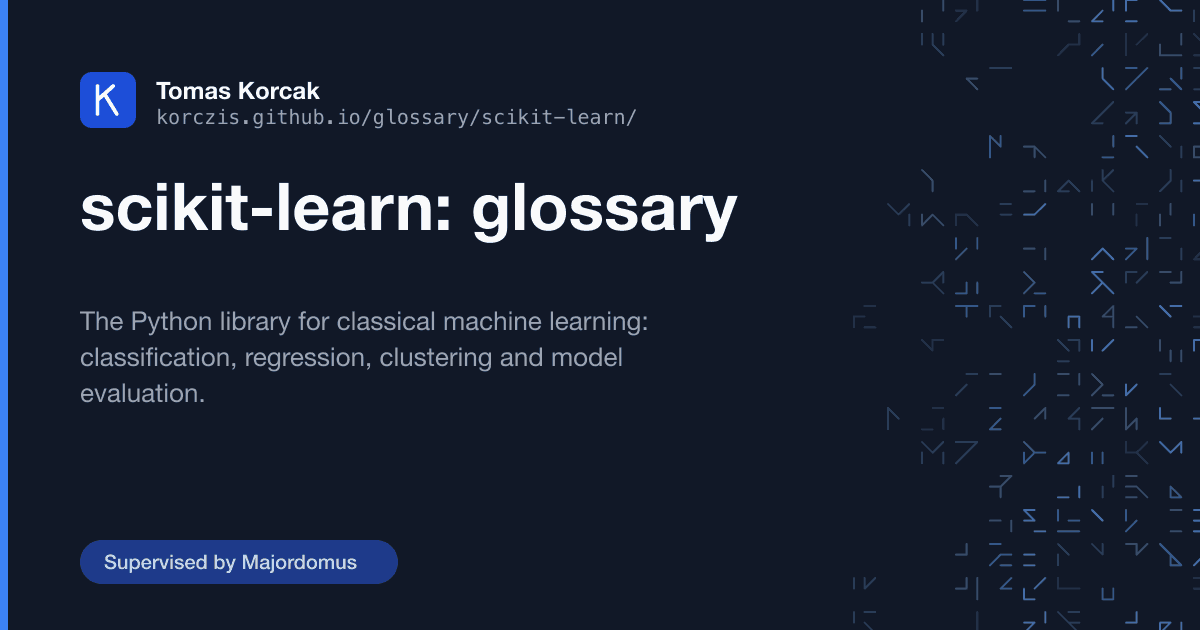 K
Tomas Korcak
korczis.github.io/glossary/scikit-learn/
scikit-learn: glossary
The Python library for classical machine learning:
classification, regression, clustering and model
evaluation.
Supervised by Majordomus